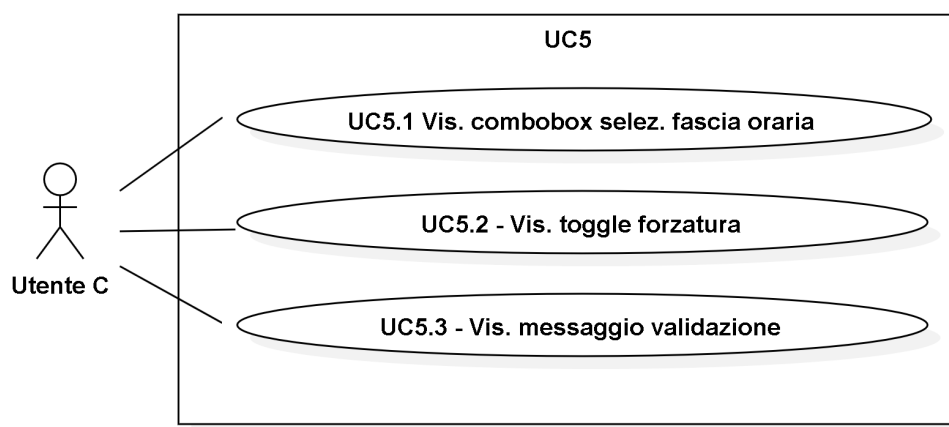 UC5
UC5.1 Vis. combobox selez. fascia oraria
UC5.2 - Vis. toggle forzatura
Utente C
UC5.3 - Vis. messaggio validazione